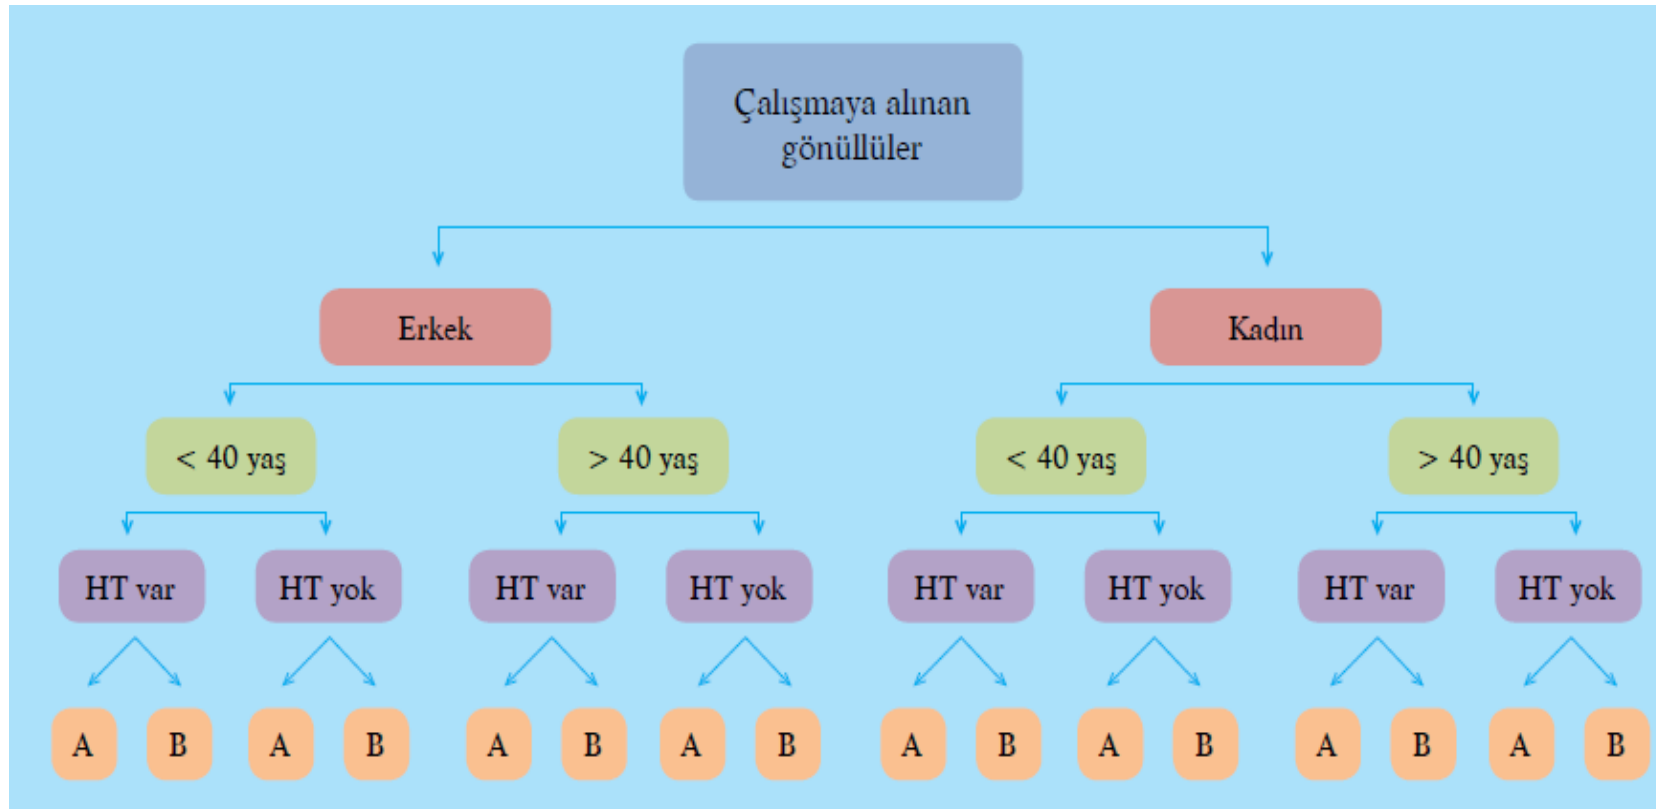 Çalışmaya alınan
gönüllüler
Erkek
Kadın
< 40 yaş
> 40 yaş
< 40 yaş
> 40 yaş
HT var
HT yok
HT var
HT yok
HT var
HT yok
HT var
HT yok
A
B
A
B
A
B
A
B
A
B
A
B
A
B
A
B